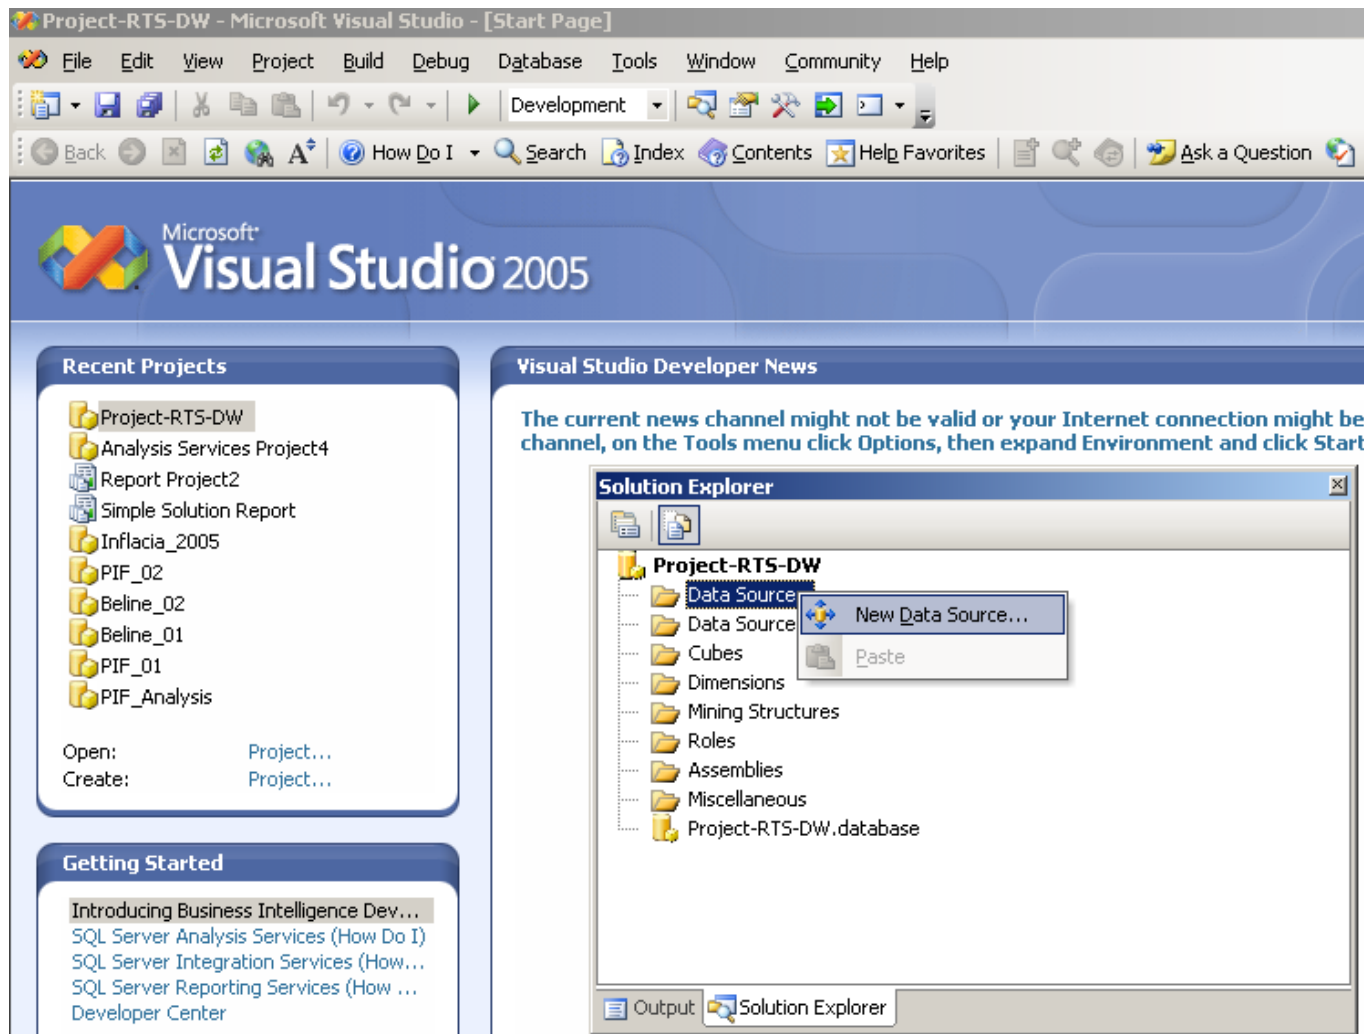 Project-RTS-DW - Microsoft Visual Studio - [Start Page]
File Edit View Project Build Debug Database Tools Window Community Help
Development
Back How Do I Search Index Contents Help Favorites Ask a Question
Microsoft
Visual Studio 2005
Recent Projects
Project-RTS-DW
Analysis Services Project4
Report Project2
Simple Solution Report
Inflacia_2005
PIF_02
Beline_02
Beline_01
PIF_01
PIF_Analysis
Open: Project...
Create: Project...
Getting Started
Introducing Business Intelligence Dev...
SQL Server Analysis Services (How Do I)
SQL Server Integration Services (How...
SQL Server Reporting Services (How ...
Developer Center
Visual Studio Developer News
The current news channel might not be valid or your Internet connection might be
channel, on the Tools menu click Options, then expand Environment and click Start
Solution Explorer
Project-RTS-DW
Data Source
New Data Source...
Data Source
Paste
Cubes
Dimensions
Mining Structures
Roles
Assemblies
Miscellaneous
Project-RTS-DW.database
Output Solution Explorer